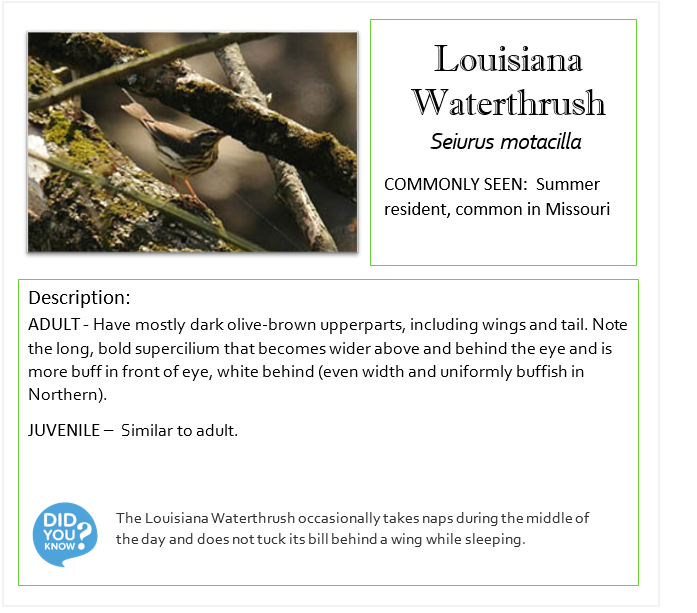 Louisiana
Waterthrush
Seiurus motacilla
COMMONLY SEEN: Summer
resident, common in Missouri
Description:
ADULT - Have mostly dark olive-brown upperparts, including wings and tail. Note
the long, bold supercilium that becomes wider above and behind the eye and is
more buff in front of eye, white behind (even width and uniformly buffish in
Northern).
JUVENILE – Similar to adult.
DID
YOU
KNOW?
The Louisiana Waterthrush occasionally takes naps during the middle of
the day and does not tuck its bill behind a wing while sleeping.